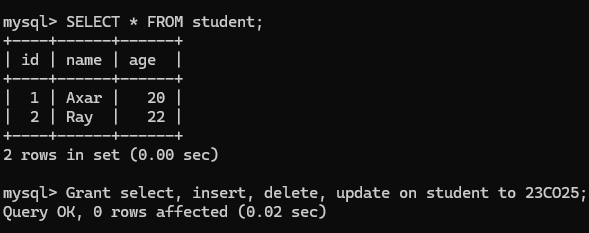 mysql> SELECT * FROM student;
+----+------+------+
| id | name | age  |
+----+------+------+
|  1 | Axar |   20 |
|  2 | Ray  |   22 |
+----+------+------+
2 rows in set (0.00 sec)
mysql> Grant select, insert, delete, update on student to 23CO25;
Query OK, 0 rows affected (0.02 sec)